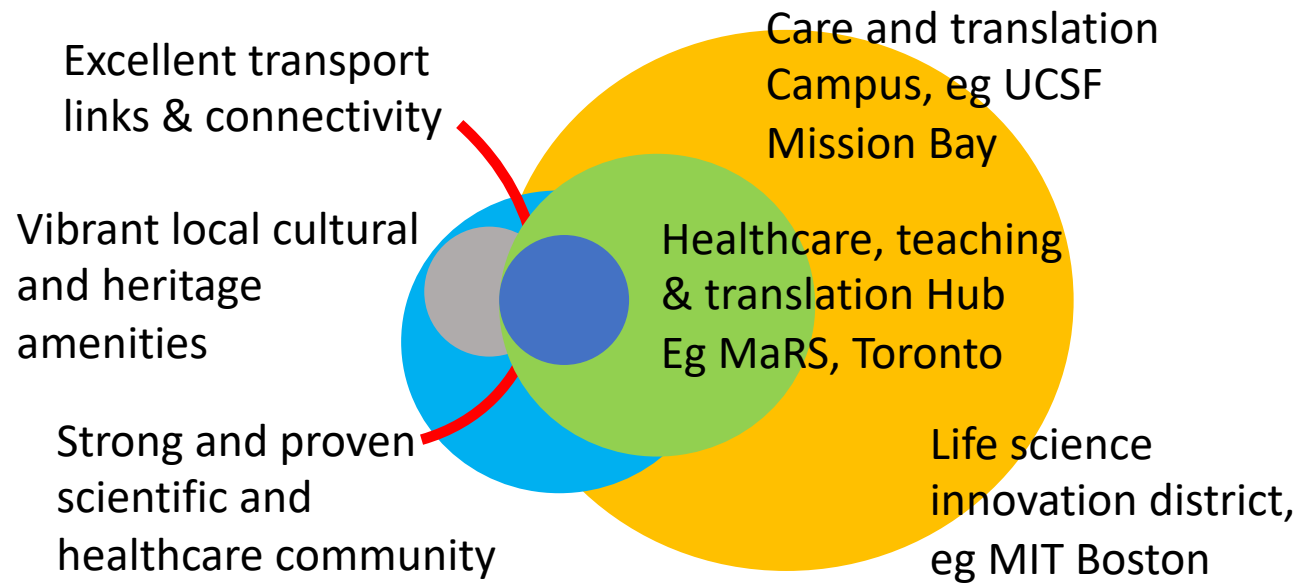 Excellent transport
links & connectivity
Vibrant local cultural
and heritage
amenities
Strong and proven
scientific and
healthcare community
Care and translation
Campus, eg UCSF
Mission Bay
Healthcare, teaching
& translation Hub
Eg MaRS, Toronto
Life science
innovation district,
eg MIT Boston